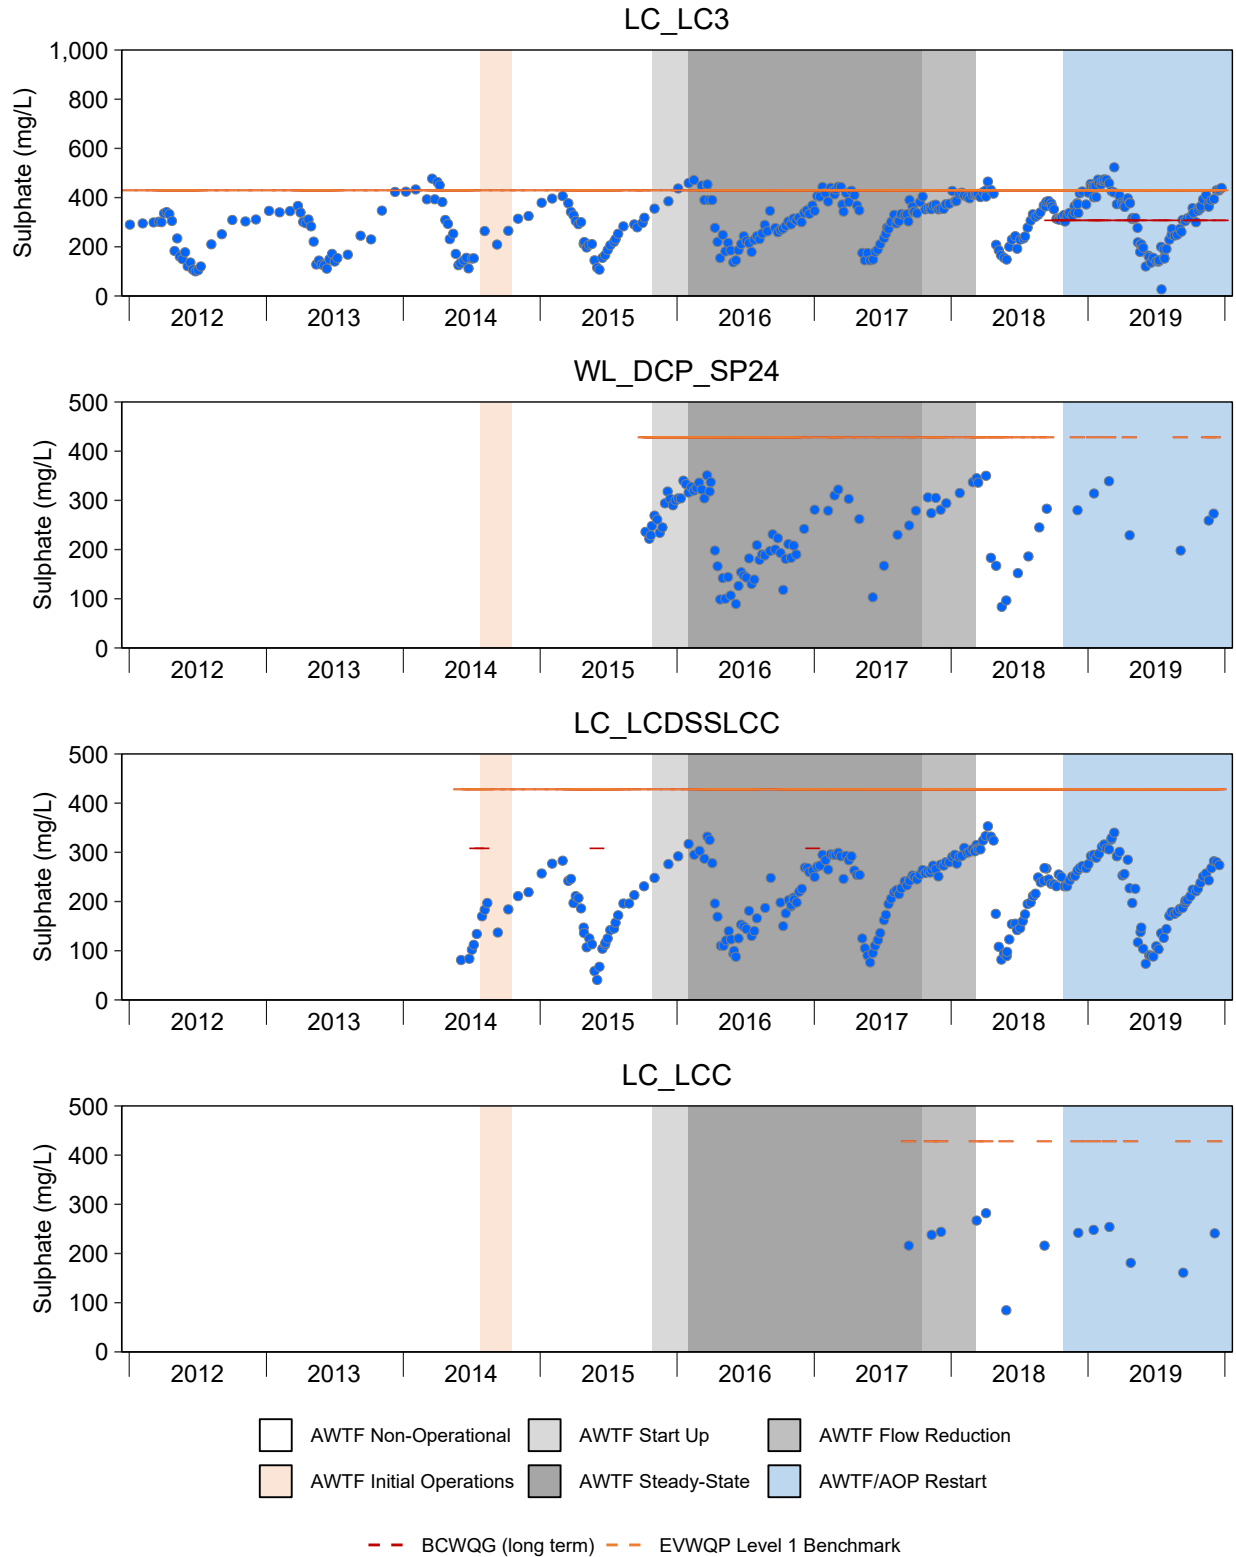 LC_LC3
Sulphate (mg/L)
1,000
800
600
400
200
0
2012 2013 2014 2015 2016 2017 2018 2019
WL_DCP_SP24
Sulphate (mg/L)
500
400
300
200
100
0
2012 2013 2014 2015 2016 2017 2018 2019
LC_LCDSSLCC
Sulphate (mg/L)
500
400
300
200
100
0
2012 2013 2014 2015 2016 2017 2018 2019
LC_LCC
Sulphate (mg/L)
500
400
300
200
100
0
2012 2013 2014 2015 2016 2017 2018 2019
AWTF Non-Operational AWTF Start Up AWTF Flow Reduction
AWTF Initial Operations AWTF Steady-State AWTF/AOP Restart
BCWQG (long term) EVWQP Level 1 Benchmark